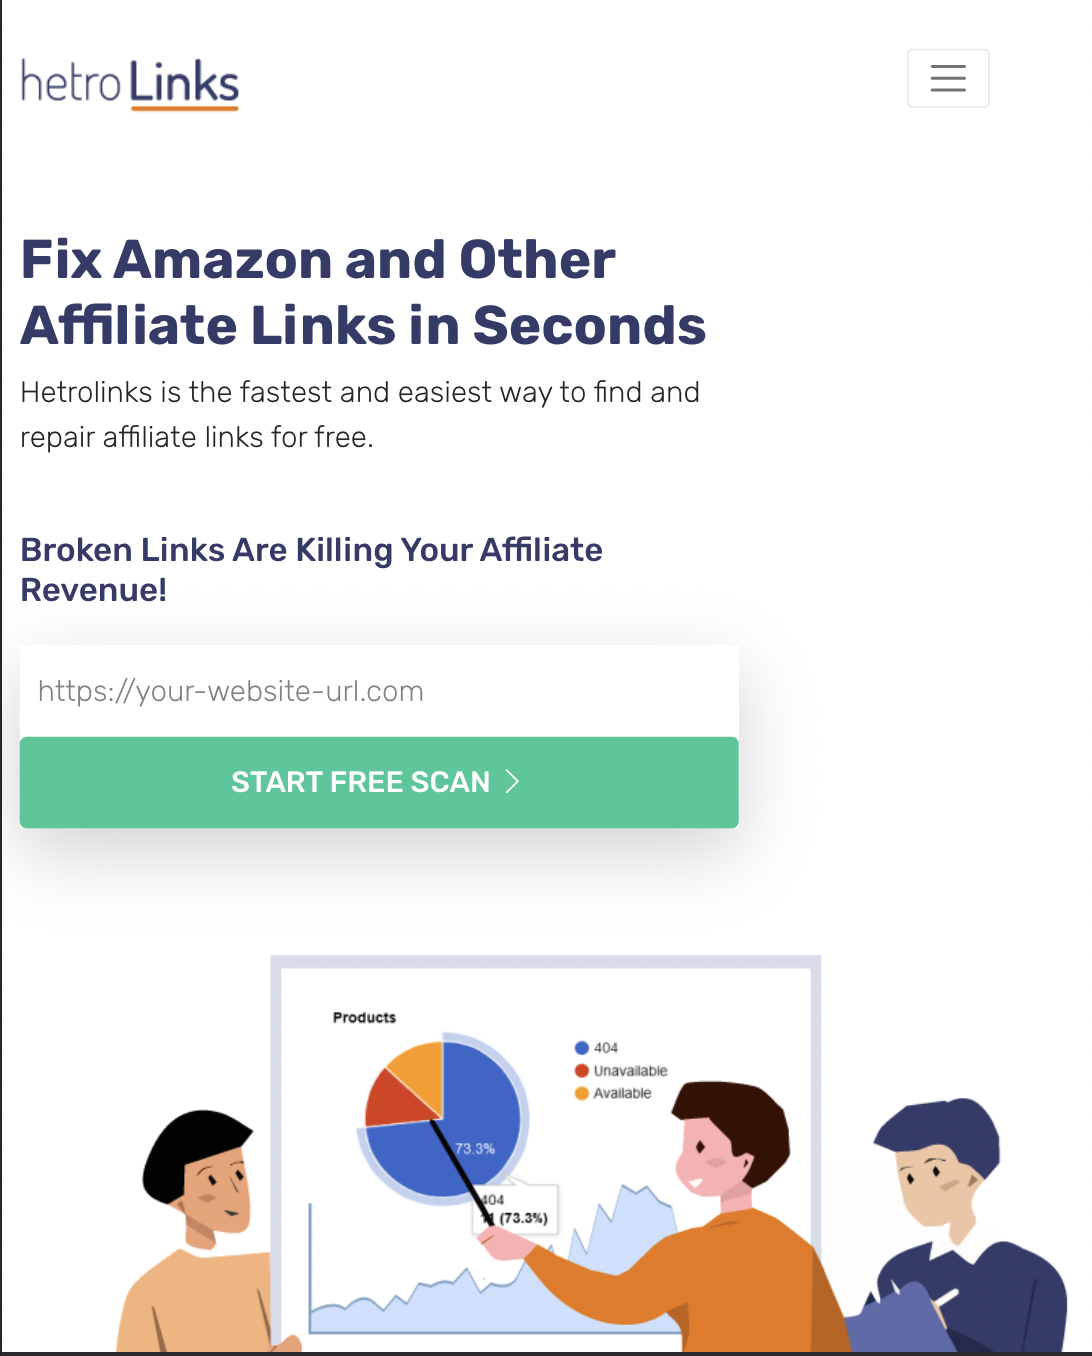 hetro Links
Fix Amazon and Other
Affiliate Links in Seconds
Hetrolinks is the fastest and easiest way to find and
repair affiliate links for free.
Broken Links Are Killing Your Affiliate
Revenue!
https://your-website-url.com
START FREE SCAN
Products
404
Unavailable
Available
73.3%
404
(73.3%)